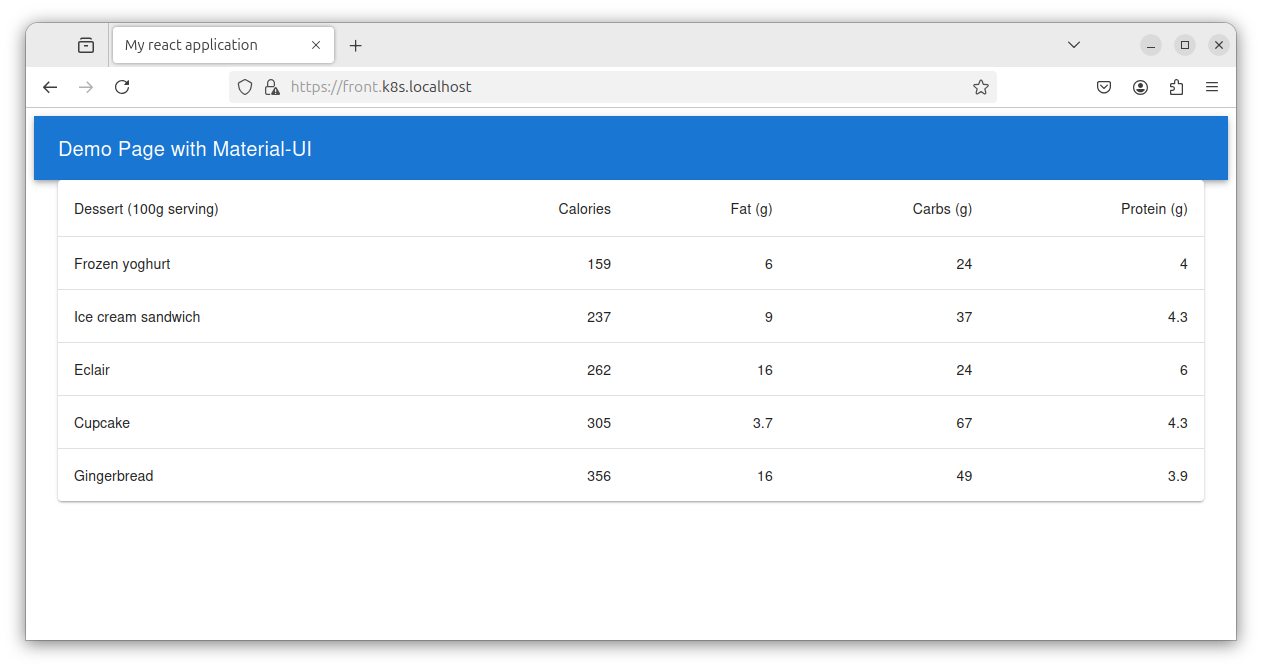 My react application
https://front.k8s.localhost
Demo Page with Material-UI
Dessert (100g serving) Calories Fat (g) Carbs (g) Protein (g)
Frozen yoghurt 159 6 24 4
Ice cream sandwich 237 9 37 4.3
Eclair 262 16 24 6
Cupcake 305 3.7 67 4.3
Gingerbread 356 16 49 3.9